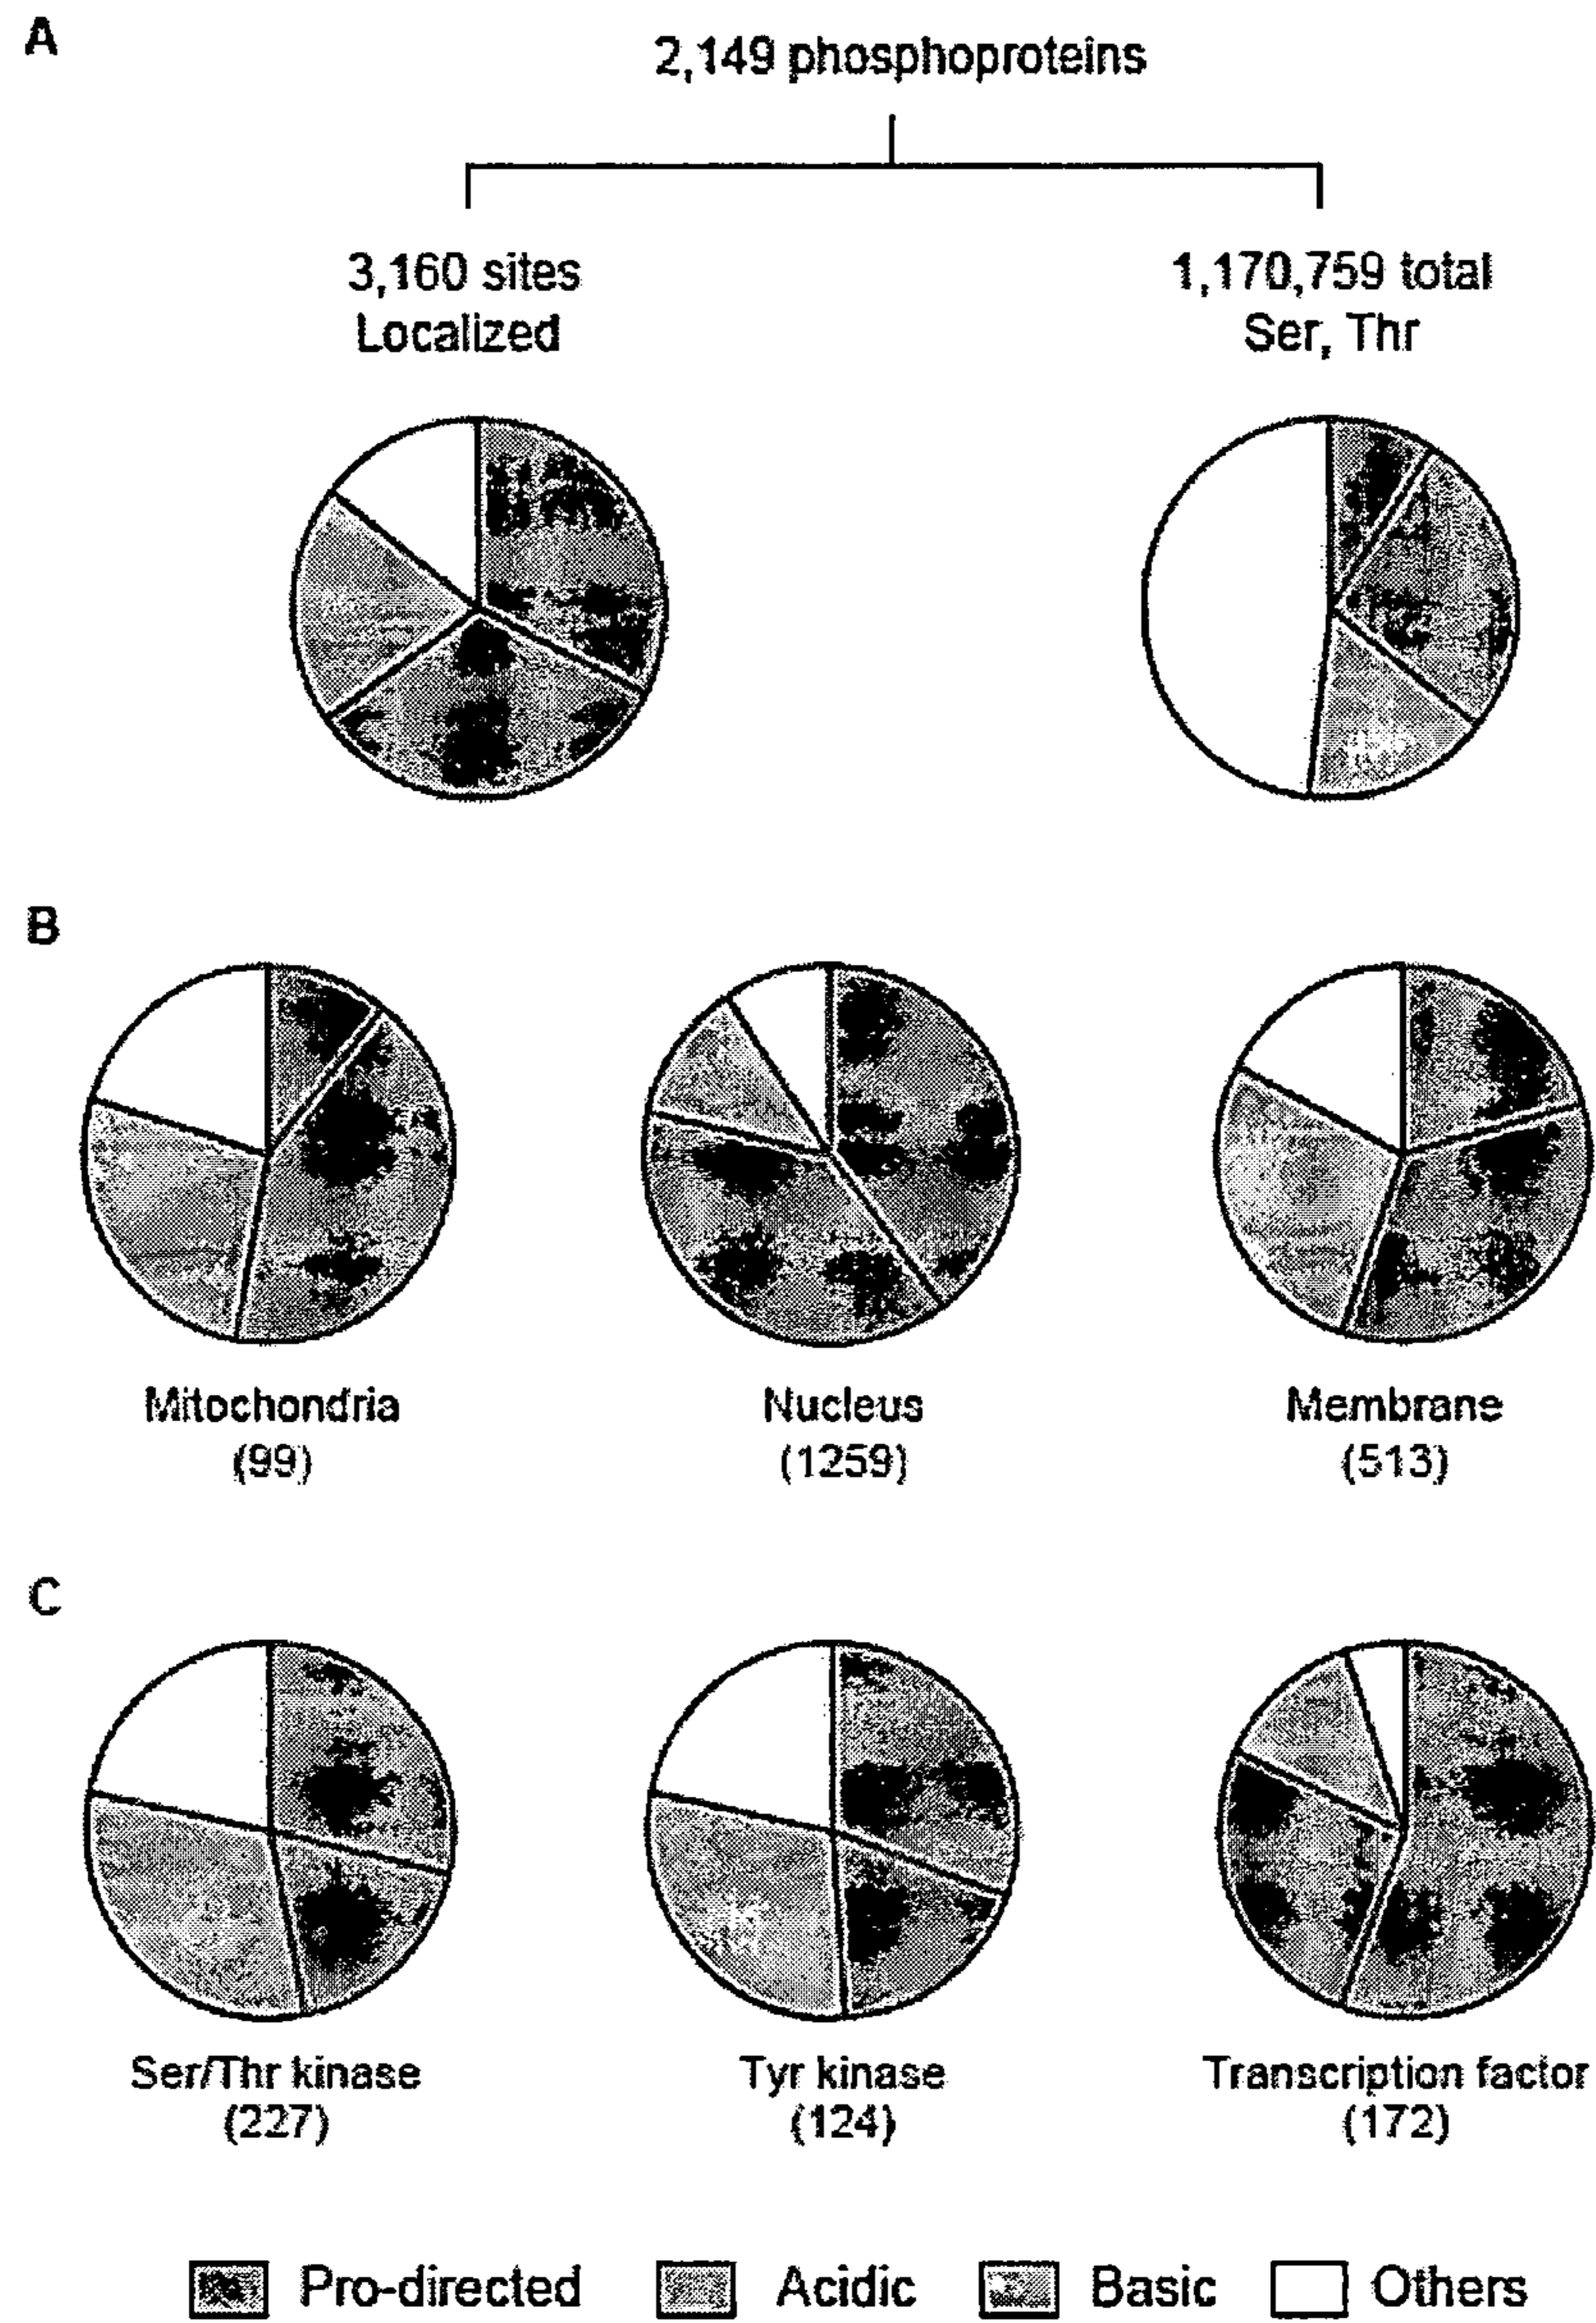 A
2,149 phosphoproteins
3,160 sites
Localized
1,170,759 total
Ser, Thr
B
Mitochondria
(99)
Nucleus
(1259)
Membrane
(513)
C
Ser/Thr kinase
(227)
Tyr kinase
(124)
Transcription factor
(172)
Pro-directed Acidic Basic Others